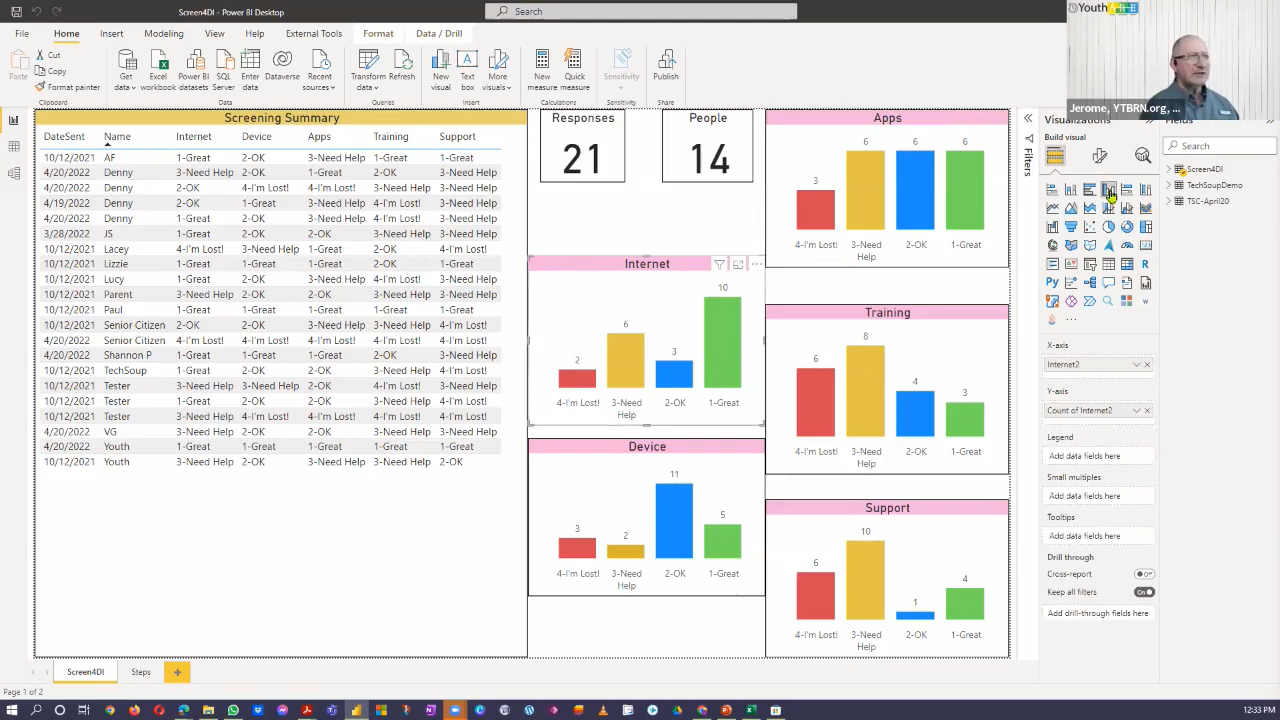 Screen4DI - Power BI Desktop
Search
YouthARE
File Home Insert Modeling View Help External Tools Format Data / Drill
Paste
Cut
Copy
Format painter
Get data
Excel workbook
Power BI datasets
SQL Server
Enter data
Dataverse
Recent sources
Transform data
Refresh
New visual
Text box
More visuals
New measure
Quick measure
Sensitivity
Publish
Clipboard Data Queries Insert Calculations Sensitivity Share
Jerome, YTBRN.org, ...
Screening Summary
DateSent Name Internet Device Apps Training Support
10/12/2021 AF 1-Great 2-OK 3-Need Help 1-Great 1-Great
4/20/2022 Denny 3-Need Help 2-OK 1-Great 2-OK 3-Need Help
4/20/2022 Denny 2-OK 4-I'm Lost! 4-I'm Lost! 3-Need Help 1-Great
4/19/2022 Denny 4-I'm Lost! 2-OK 3-Need Help 3-Need Help 3-Need Help
4/20/2022 Denny 1-Great 2-OK 3-Need Help 4-I'm Lost! 3-Need Help
3/28/2022 JS 1-Great 1-Great 2-OK 4-I'm Lost! 3-Need Help
10/12/2021 Lacey 4-I'm Lost! 3-Need Help 1-Great 2-OK 4-I'm Lost!
10/12/2021 Lizzie 1-Great 1-Great 1-Great 2-OK 1-Great
10/12/2021 Lucy 1-Great 2-OK 3-Need Help 4-I'm Lost! 3-Need Help
10/12/2021 Parent 3-Need Help 2-OK 2-OK 3-Need Help 3-Need Help
10/12/2021 Paul 1-Great 1-Great 2-OK 3-Need Help 4-I'm Lost!
10/12/2021 Senior Citizen 2-OK 2-OK 3-Need Help 3-Need Help 4-I'm Lost!
4/20/2022 Senior Citizen 4-I'm Lost! 4-I'm Lost! 4-I'm Lost! 4-I'm Lost! 4-I'm Lost!
4/20/2022 Shannon P 1-Great 1-Great 1-Great 2-OK 3-Need Help
10/12/2021 TechSoup 1-Great 2-OK 2-OK 3-Need Help 3-Need Help
10/12/2021 Tester 3-Need Help 3-Need Help 2-OK 4-I'm Lost! 3-Need Help
10/12/2021 Tester 1-Great 2-OK 2-OK 1-Great 4-I'm Lost!
10/12/2021 Tester 3-Need Help 4-I'm Lost! 4-I'm Lost! 4-I'm Lost! 4-I'm Lost!
4/20/2022 VG 2-OK 2-OK 1-Great 3-Need Help 3-Need Help
4/20/2022 Youth 1-Great 1-Great 1-Great 1-Great 1-Great
10/12/2021 Youth 3-Need Help 2-OK 3-Need Help 3-Need Help 2-OK
Responses
21
People
14
Internet
2 6 3 10
4-I'm Lost! 3-Need Help 2-OK 1-Great
Device
3 2 11 5
4-I'm Lost! 3-Need Help 2-OK 1-Great
Apps
3 6 6 6
4-I'm Lost! 3-Need Help 2-OK 1-Great
Training
6 8 4 3
4-I'm Lost! 3-Need Help 2-OK 1-Great
Support
6 10 1 4
4-I'm Lost! 3-Need Help 2-OK 1-Great
Filters
Visualizations
Build visual
R
Py
X-axis
Internet2
Y-axis
Count of Internet2
Legend
Add data fields here
Small multiples
Add data fields here
Tooltips
Add data fields here
Drill through
Cross-report Off
Keep all filters On
Add drill-through fields here
Fields
Search
Screen4DI
TechSoupDemo
TSC-April20
Screen4DI Steps
Page 1 of 2
12:33 PM